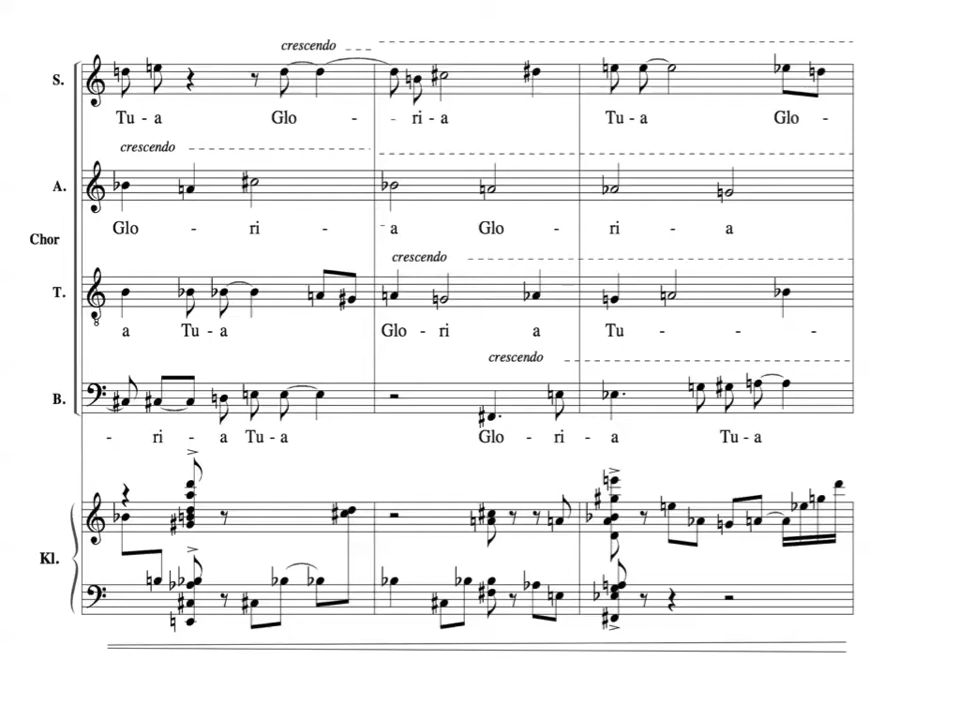 crescendo
S.
Tu - a Glo - - ri - a Tu - a Glo -
crescendo
A.
Glo - ri - - a Glo - ri - a
Chor
crescendo
T.
a Tu - a Glo - ri a Tu - - -
crescendo
B.
- ri - a Tu - a Glo - ri - a Tu - a
Kl.